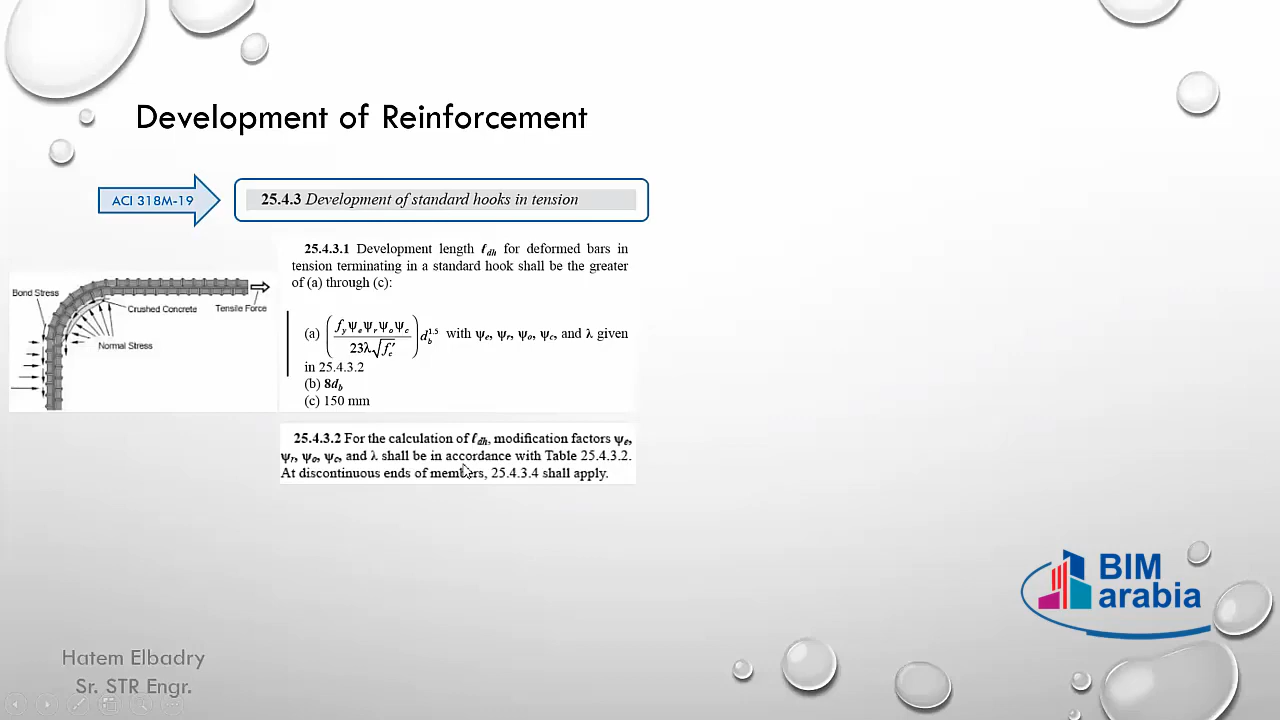 Development of Reinforcement
ACI 318M-19
25.4.3 Development of standard hooks in tension
25.4.3.1 Development length ℓdh for deformed bars in
tension terminating in a standard hook shall be the greater
of (a) through (c):
(a) (fyψeψrψoψc / 23λ√f′c) db^1.5 with ψe, ψr, ψo, ψc, and λ given
in 25.4.3.2
(b) 8db
(c) 150 mm
Bond Stress
Crushed Concrete
Tensile Force
Normal Stress
25.4.3.2 For the calculation of ℓdh, modification factors ψe,
ψr, ψo, ψc, and λ shall be in accordance with Table 25.4.3.2.
At discontinuous ends of members, 25.4.3.4 shall apply.
BIM
arabia
Hatem Elbadry
Sr. STR Engr.